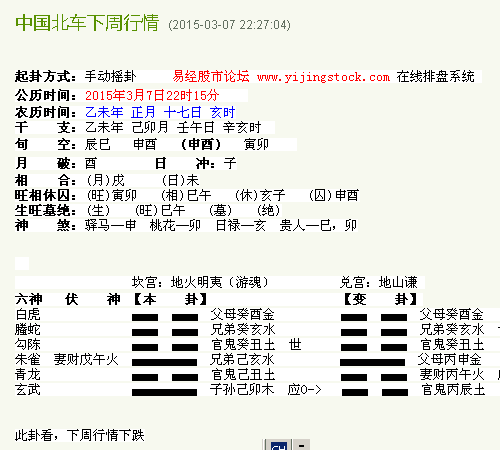 中国北车下周行情 (2015-03-07 22:27:04)
起卦方式：手动摇卦 易经股市论坛 www.yijingstock.com 在线排盘系统
公历时间：2015年3月7日22时15分
农历时间：乙未年 正月 十七日 亥时
干 支：乙未年 己卯月 壬午日 辛亥时
旬 空：辰巳 申酉 (申酉) 寅卯
月 破：酉 日 冲：子
相 合：(月)戌 (日)未
旺相休囚：(旺)寅卯 (相)巳午 (休)亥子 (囚)申酉
生旺墓绝：(生) (旺)巳午 (墓) (绝)
神 煞：驿马—申 桃花—卯 日禄—亥 贵人—巳，卯
坎宫：地火明夷（游魂） 兑宫：地山谦
六神 伏 神 【本 卦】 【变 卦】
白虎 父母癸酉金 父母癸酉金
螣蛇 兄弟癸亥水 兄弟癸亥水
勾陈 官鬼癸丑土 世 官鬼癸丑土
朱雀 妻财戊午火 兄弟己亥水 父母丙申金
青龙 官鬼己丑土 妻财丙午火
玄武 子孙己卯木 应O-> 官鬼丙辰土
此卦看，下周行情下跌
CH